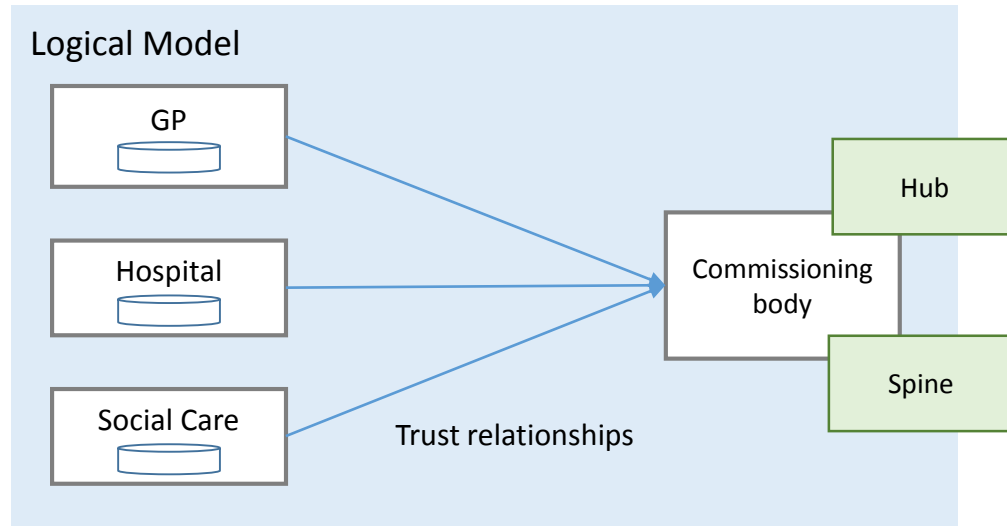 Logical Model
GP
Hospital
Social Care
Trust relationships
Commissioning
body
Hub
Spine